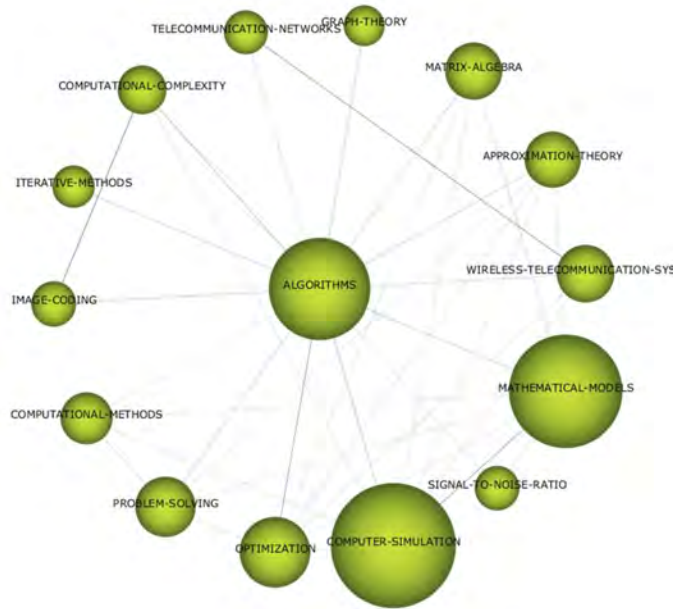 GRAPH-THEORY
TELECOMMUNICATION-NETWORKS
MATRIX-ALGEBRA
COMPUTATIONAL-COMPLEXITY
APPROXIMATION-THEORY
ITERATIVE-METHODS
WIRELESS-TELECOMMUNICATION-SYS
ALGORITHMS
IMAGE-CODING
MATHEMATICAL-MODELS
COMPUTATIONAL-METHODS
SIGNAL-TO-NOISE-RATIO
PROBLEM-SOLVING
COMPUTER-SIMULATION
OPTIMIZATION